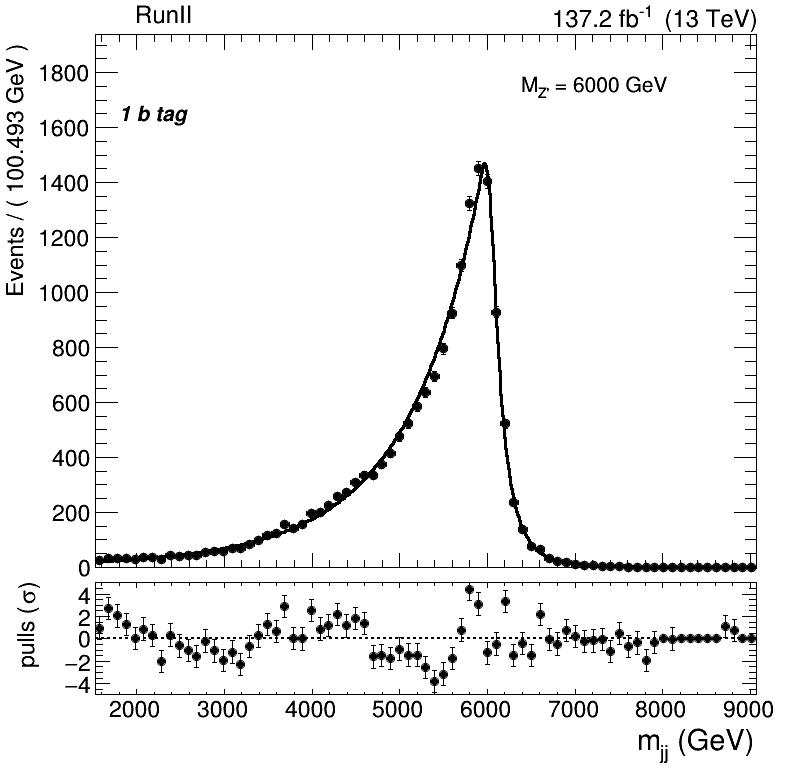 RunII 137.2 fb⁻¹ (13 TeV)
Events / ( 100.493 GeV )
1800
1600
1400
1200
1000
800
600
400
200
0
1 b tag
M_Z' = 6000 GeV
pulls (σ)
4
2
0
−2
−4
2000 3000 4000 5000 6000 7000 8000 9000
m_jj (GeV)